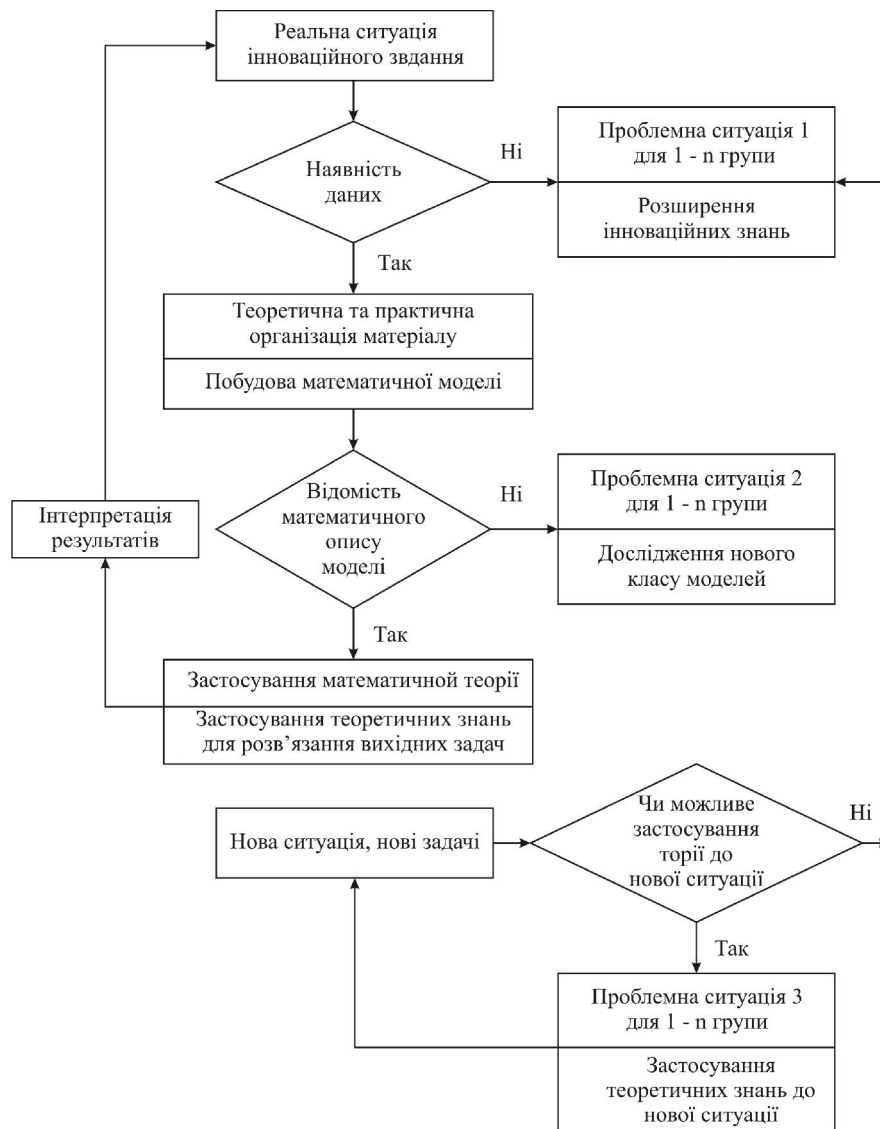 Реальна ситуація
інноваційного звдання
Наявність
даних
Ні
Проблемна ситуація 1
для 1 - n групи
Розширення
інноваційних знань
Так
Теоретична та практична
організація матеріалу
Побудова математичної моделі
Відомість
математичного
опису
моделі
Ні
Проблемна ситуація 2
для 1 - n групи
Дослідження нового
класу моделей
Інтерпретація
результатів
Так
Застосування математичной теорії
Застосування теоретичних знань
для розв’язання вихідних задач
Нова ситуація, нові задачі
Чи можливе
застосування
торії до
нової ситуації
Ні
Так
Проблемна ситуація 3
для 1 - n групи
Застосування
теоретичних знань до
нової ситуації